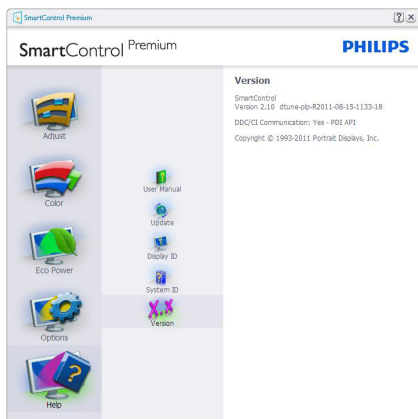 SmartControl Premium
SmartControl Premium
PHILIPS
Adjust
Color
Eco Power
Options
Help
User Manual
Update
Display ID
System ID
X.X
Version
Version
SmartControl
Version 2.10 dtune-plp-R2011-08-15-1133-18
DDC/CI Communication: Yes - PDI API
Copyright © 1993-2011 Portrait Displays, Inc.